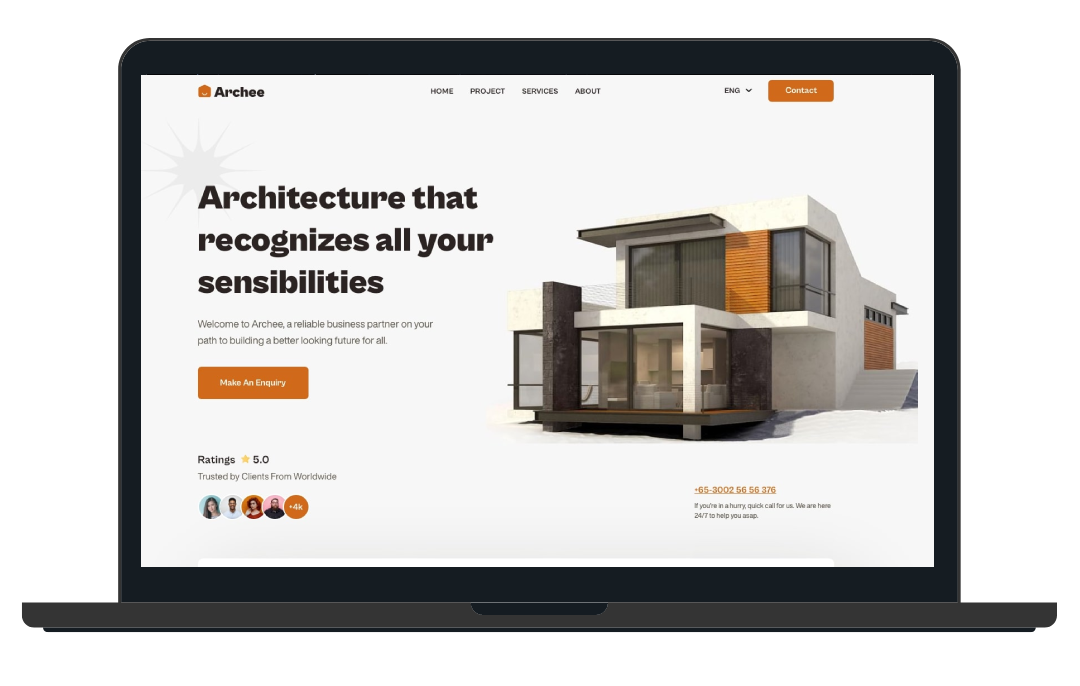 Archee
HOME PROJECT SERVICES ABOUT
ENG
Contact
Architecture that
recognizes all your
sensibilities
Welcome to Archee, a reliable business partner on your
path to building a better looking future for all.
Make An Enquiry
Ratings 5.0
Trusted by Clients From Worldwide
+4k
+65-3002 56 56 376
If you're in a hurry, quick call for us. We are here
24/7 to help you asap.